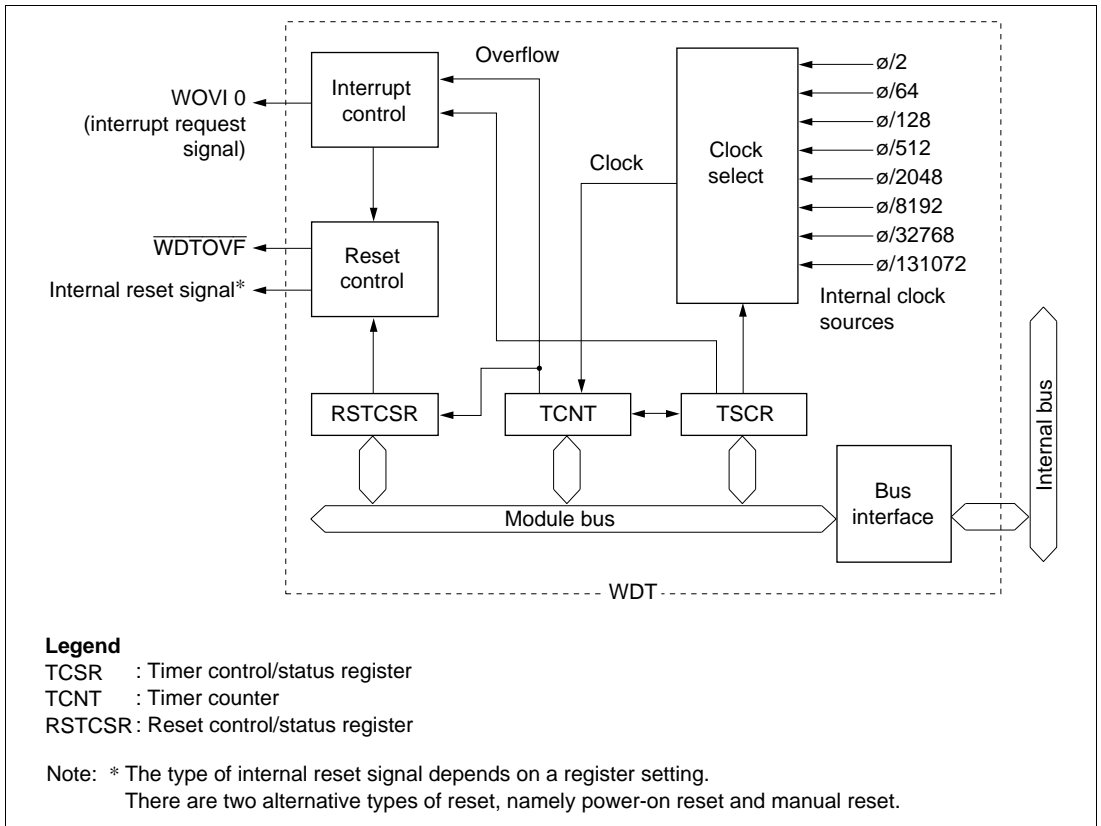 Overflow
Interrupt
control
WOVI 0
(interrupt request
signal)
Clock
Clock
select
ø/2
ø/64
ø/128
ø/512
ø/2048
ø/8192
ø/32768
ø/131072
Internal clock
sources
WDTOVF
Internal reset signal*
Reset
control
RSTCSR
TCNT
TSCR
Module bus
Bus
interface
Internal bus
WDT
Legend
TCSR : Timer control/status register
TCNT : Timer counter
RSTCSR : Reset control/status register
Note: * The type of internal reset signal depends on a register setting.
There are two alternative types of reset, namely power-on reset and manual reset.